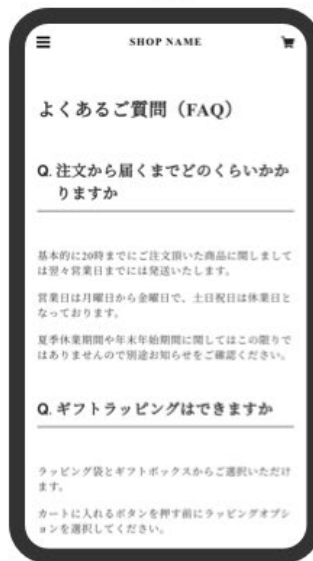 SHOP NAME
よくあるご質問（FAQ）
Q. 注文から届くまでどのくらいかか
りますか
基本的に20時までにご注文頂いた商品に関しまして
は翌々営業日までには発送いたします。
営業日は月曜日から金曜日で、土日祝日は休業日と
なっております。
夏季休業期間や年末年始期間に関してはこの限りで
はありませんので別途お知らせをご確認ください。
Q. ギフトラッピングはできますか
ラッピング袋とギフトボックスからご選択いただけ
ます。
カートに入れるボタンを押す前にラッピングオプシ
ョンを選択してください。